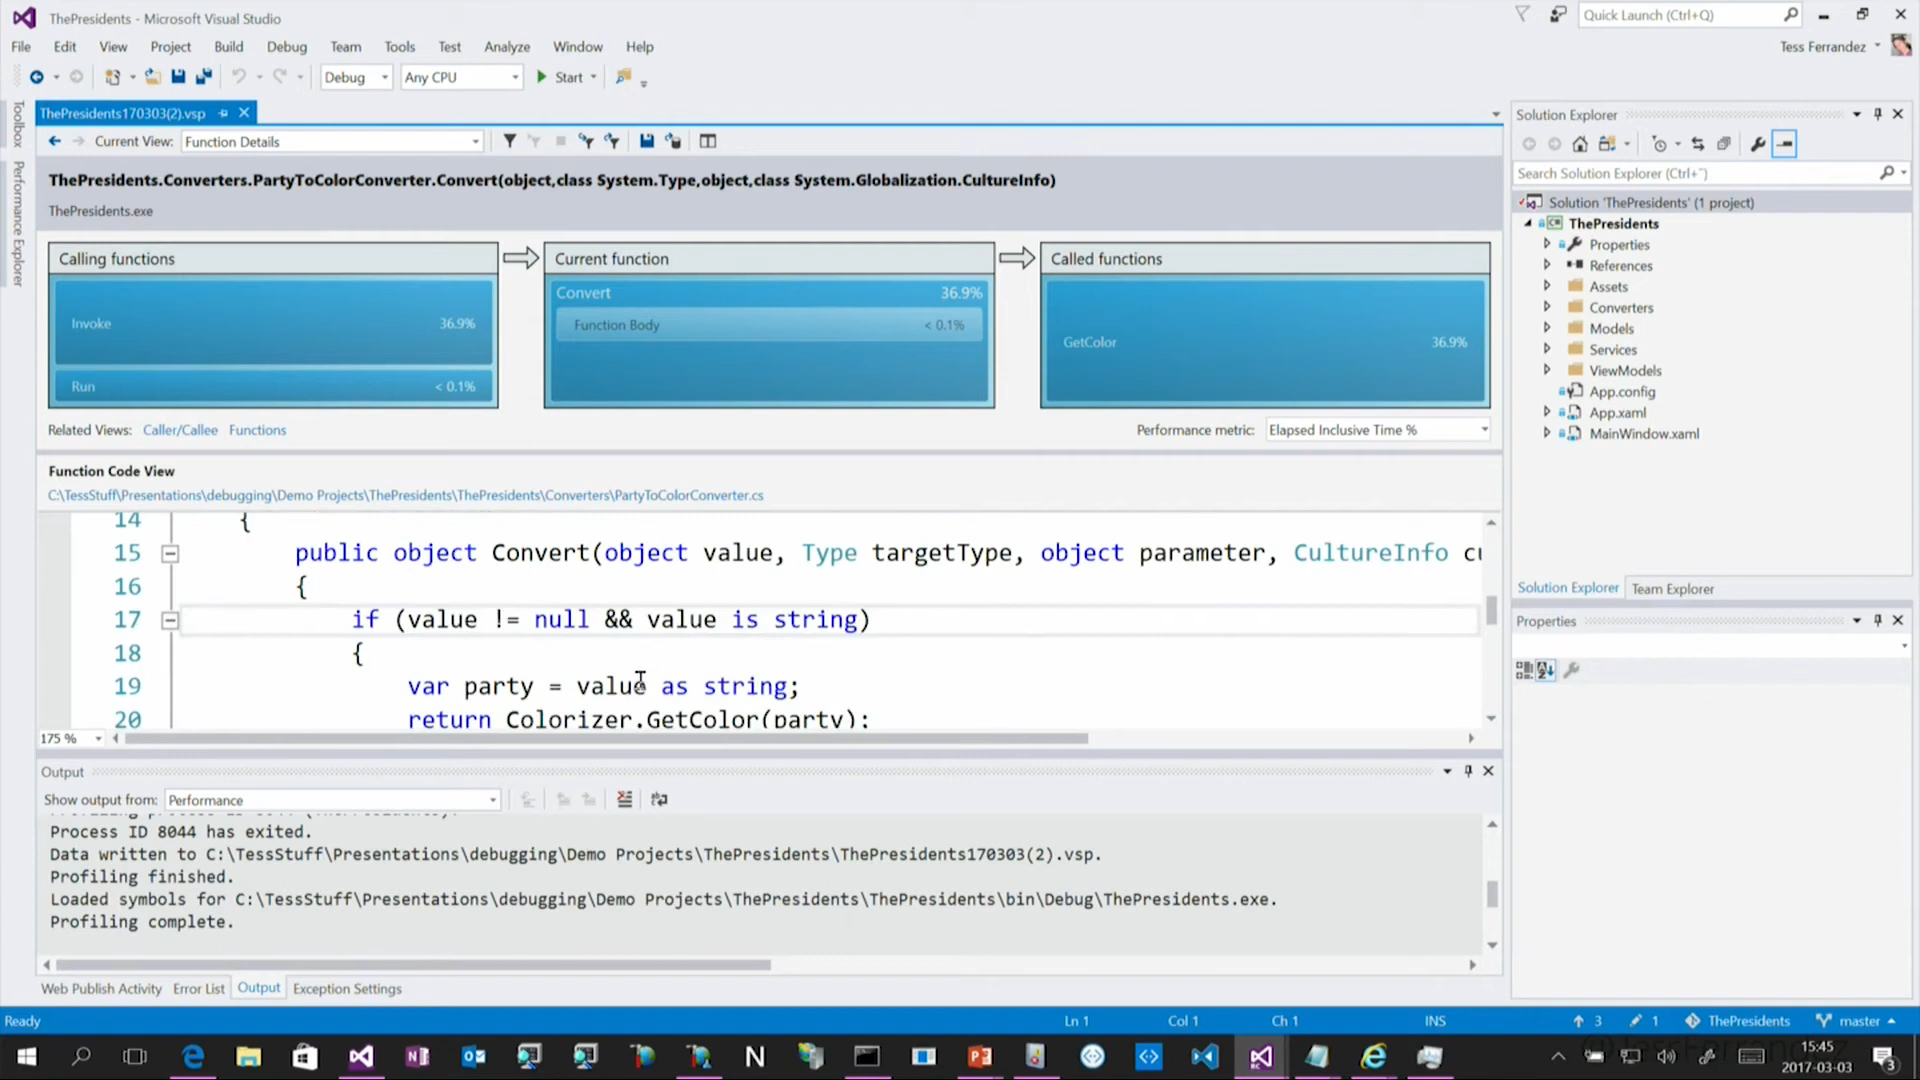 ThePresidents - Microsoft Visual Studio
Quick Launch (Ctrl+Q)
File Edit View Project Build Debug Team Tools Test Analyze Window Help
Tess Ferrandez
Debug Any CPU Start
Toolbox
Performance Explorer
ThePresidents170303(2).vsp
Current View: Function Details
ThePresidents.Converters.PartyToColorConverter.Convert(object,class System.Type,object,class System.Globalization.CultureInfo)
ThePresidents.exe
Calling functions
Invoke 36.9%
Run < 0.1%
Current function
Convert 36.9%
Function Body < 0.1%
Called functions
GetColor 36.9%
Related Views: Caller/Callee Functions
Performance metric: Elapsed Inclusive Time %
Function Code View
C:\TessStuff\Presentations\debugging\Demo Projects\ThePresidents\ThePresidents\Converters\PartyToColorConverter.cs
14 {
15 public object Convert(object value, Type targetType, object parameter, CultureInfo cu
16 {
17 if (value != null && value is string)
18 {
19 var party = value as string;
20 return Colorizer.GetColor(party);
175 %
Output
Show output from: Performance
Process ID 8044 has exited.
Data written to C:\TessStuff\Presentations\debugging\Demo Projects\ThePresidents\ThePresidents170303(2).vsp.
Profiling finished.
Loaded symbols for C:\TessStuff\Presentations\debugging\Demo Projects\ThePresidents\ThePresidents\bin\Debug\ThePresidents.exe.
Profiling complete.
Web Publish Activity Error List Output Exception Settings
Solution Explorer
Search Solution Explorer (Ctrl+¨)
Solution 'ThePresidents' (1 project)
ThePresidents
Properties
References
Assets
Converters
Models
Services
ViewModels
App.config
App.xaml
MainWindow.xaml
Solution Explorer Team Explorer
Properties
Ready Ln 1 Col 1 Ch 1 INS 3 1 ThePresidents master
15:45
2017-03-03
3